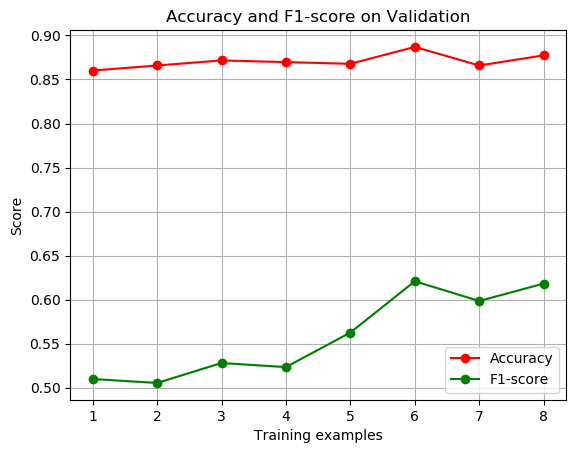 Accuracy and F1-score on Validation
0.90
0.85
0.80
0.75
0.70
0.65
0.60
0.55
0.50
Score
1 2 3 4 5 6 7 8
Training examples
Accuracy
F1-score